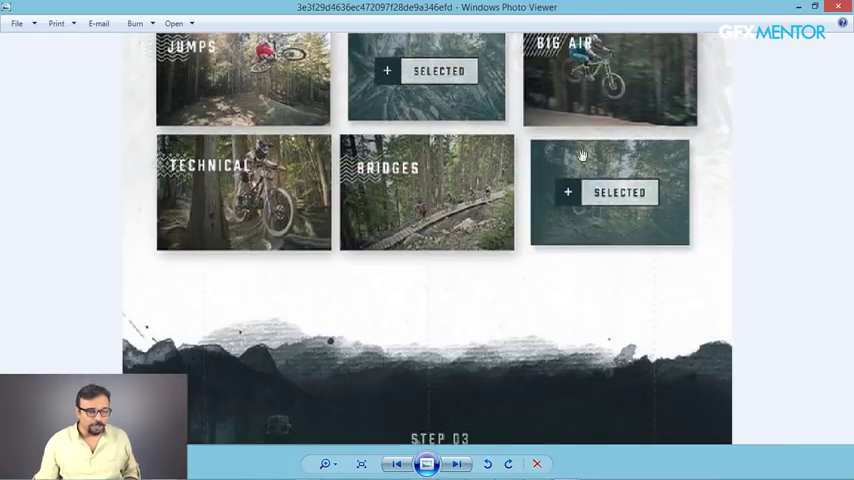 3e3f29d4636ec472097f28de9a346efd - Windows Photo Viewer
File Print E-mail Burn Open
GFXMENTOR
JUMPS
+ SELECTED
BIG AIR
TECHNICAL
BRIDGES
+ SELECTED
STEP 03